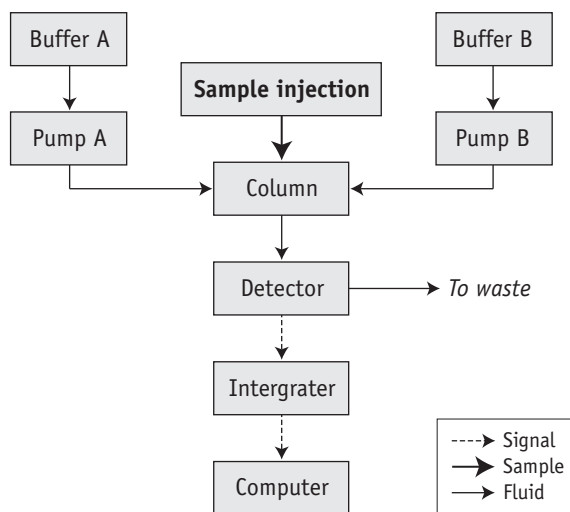 Buffer A
Buffer B
Sample injection
Pump A
Pump B
Column
Detector
To waste
Intergrater
Computer
Signal
Sample
Fluid